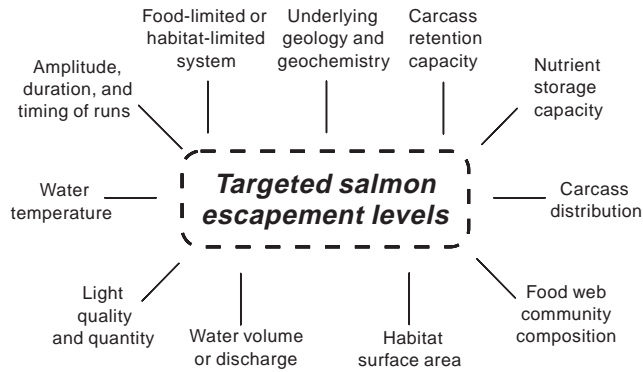 Food-limited or
habitat-limited
system
Underlying
geology and
geochemistry
Carcass
retention
capacity
Amplitude,
duration, and
timing of runs
Nutrient
storage
capacity
Water
temperature
Targeted salmon
escapement levels
Carcass
distribution
Light
quality
and quantity
Water volume
or discharge
Habitat
surface area
Food web
community
composition